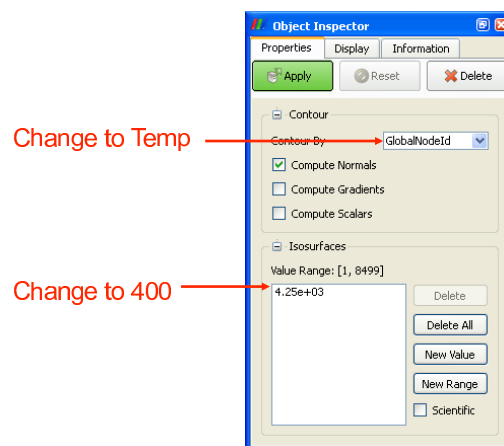 Object Inspector
Properties Display Information
Apply Reset Delete
Contour
Change to Temp Contour By GlobalNodeId
Compute Normals
Compute Gradients
Compute Scalars
Isosurfaces
Value Range: [1, 8499]
Change to 400 4.25e+03 Delete
Delete All
New Value
New Range
Scientific